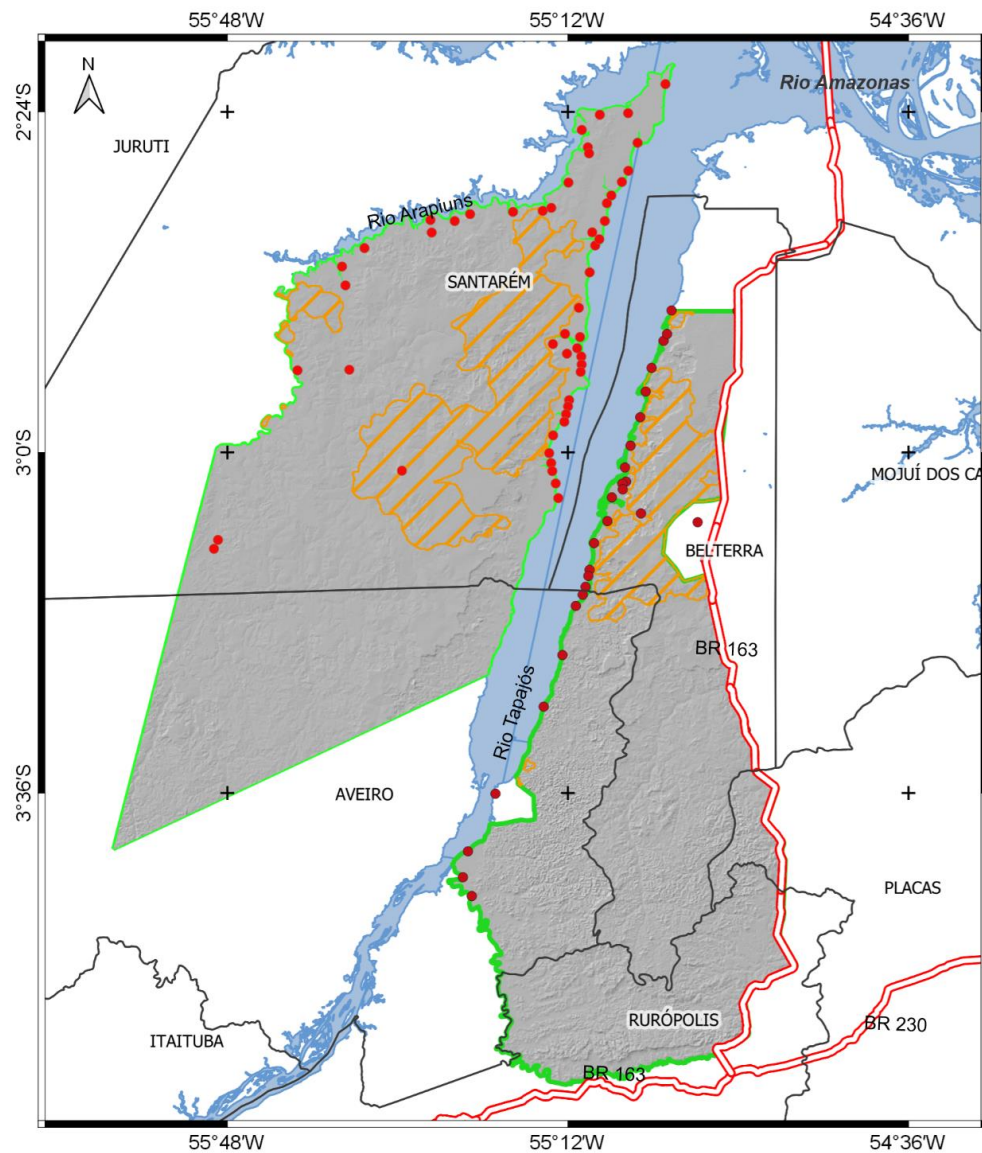 55°48'W 55°12'W 54°36'W
N
Rio Amazonas
2°24'S
JURUTI
Rio Arapiuns
SANTARÉM
3°0'S
MOJUÍ DOS CA
BELTERRA
BR 163
Rio Tapajós
3°36'S
AVEIRO
PLACAS
RURÓPOLIS
BR 230
ITAITUBA
BR 163
55°48'W 55°12'W 54°36'W